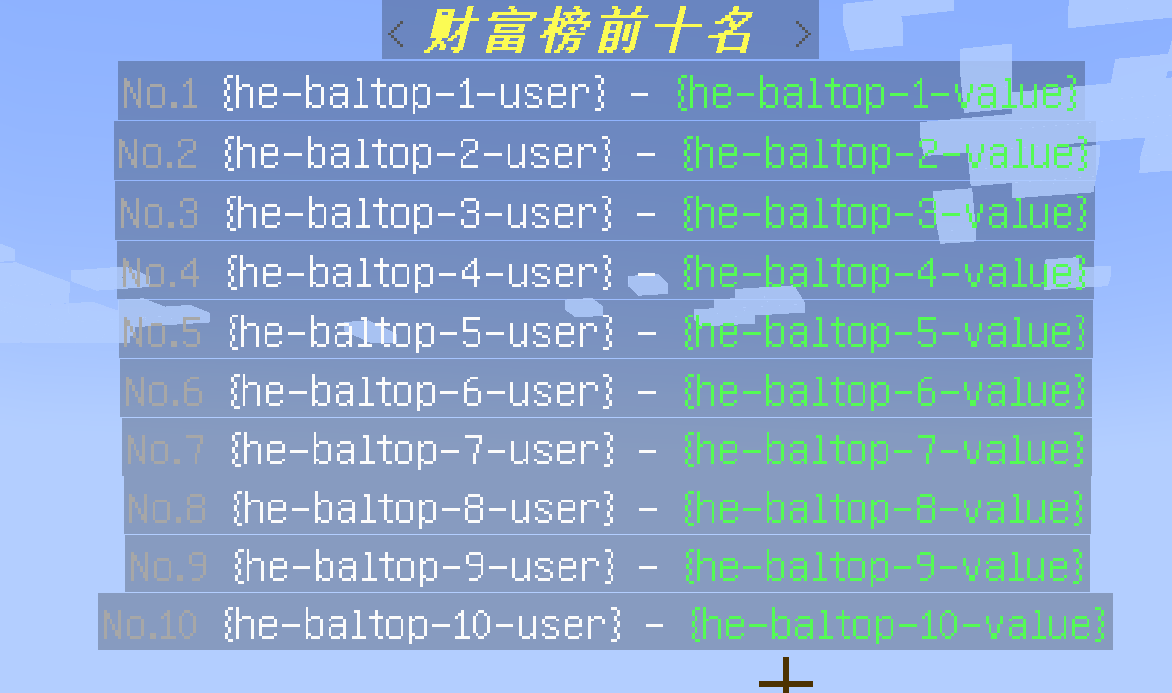 < 财富榜前十名 >
No.1 {he-baltop-1-user} - {he-baltop-1-value}
No.2 {he-baltop-2-user} - {he-baltop-2-value}
No.3 {he-baltop-3-user} - {he-baltop-3-value}
No.4 {he-baltop-4-user} - {he-baltop-4-value}
No.5 {he-baltop-5-user} - {he-baltop-5-value}
No.6 {he-baltop-6-user} - {he-baltop-6-value}
No.7 {he-baltop-7-user} - {he-baltop-7-value}
No.8 {he-baltop-8-user} - {he-baltop-8-value}
No.9 {he-baltop-9-user} - {he-baltop-9-value}
No.10 {he-baltop-10-user} - {he-baltop-10-value}